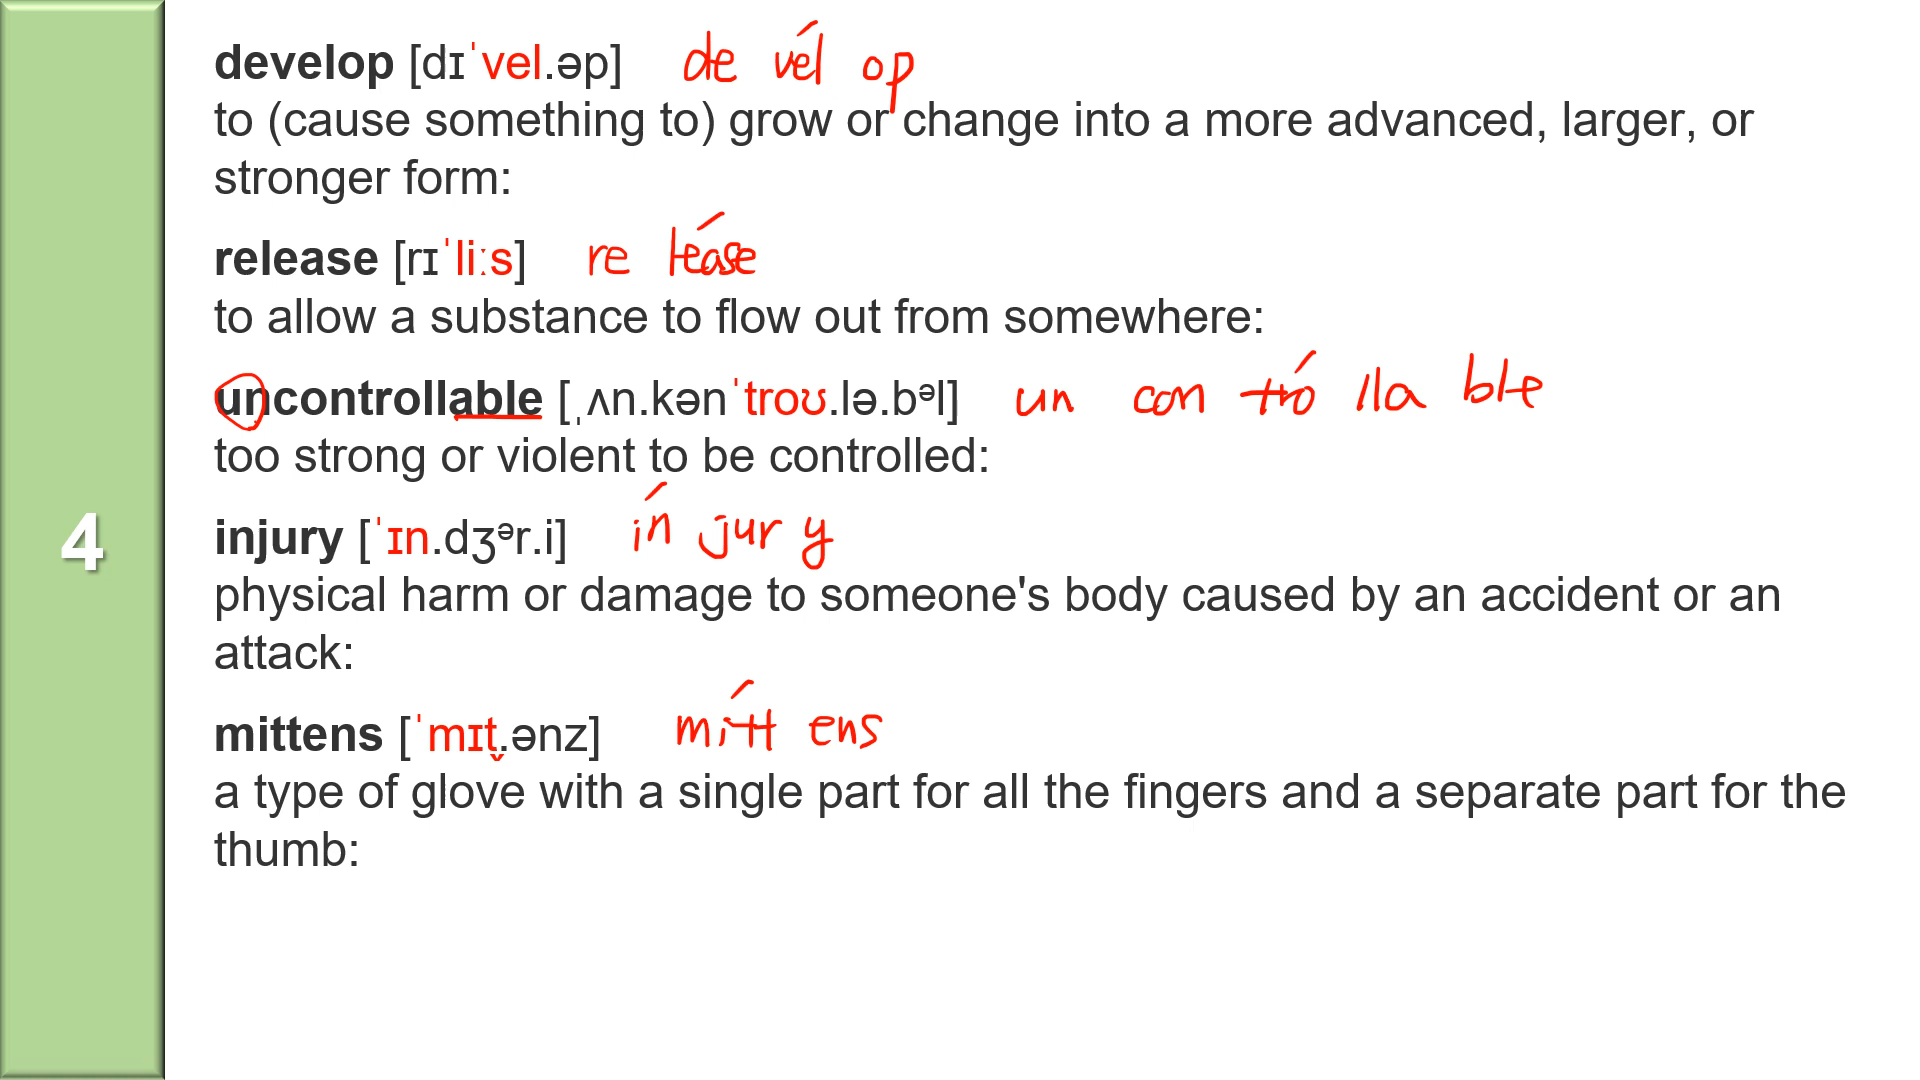 develop [dɪˈvel.əp] de vél op
to (cause something to) grow or change into a more advanced, larger, or
stronger form:
release [rɪˈliːs] re léase
to allow a substance to flow out from somewhere:
uncontrollable [ˌʌn.kənˈtroʊ.lə.bᵊl] un con tró lla ble
too strong or violent to be controlled:
injury [ˈɪn.dʒᵊr.i] ín jur y
physical harm or damage to someone's body caused by an accident or an
attack:
mittens [ˈmɪt̬.ənz] mítt ens
a type of glove with a single part for all the fingers and a separate part for the
thumb:
4